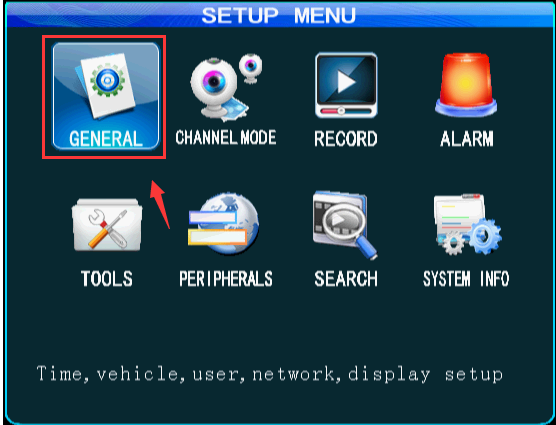 SETUP MENU
GENERAL CHANNEL MODE RECORD ALARM
TOOLS PERIPHERALS SEARCH SYSTEM INFO
Time,vehicle,user,network,display setup